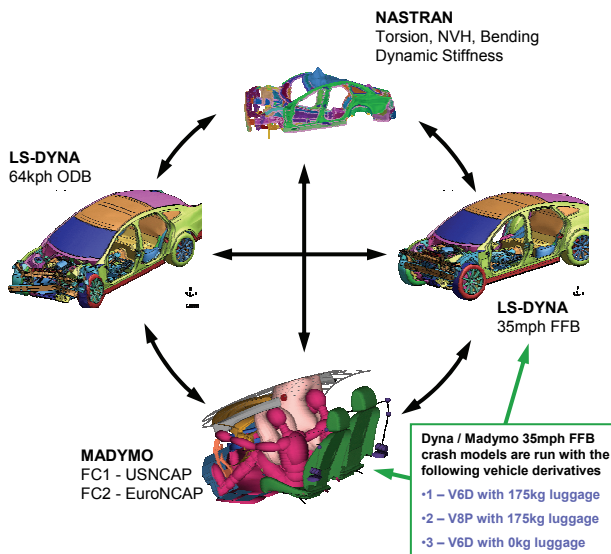 NASTRAN
Torsion, NVH, Bending
Dynamic Stiffness
LS-DYNA
64kph ODB
LS-DYNA
35mph FFB
MADYMO
FC1 - USNCAP
FC2 - EuroNCAP
Dyna / Madymo 35mph FFB
crash models are run with the
following vehicle derivatives
•1 – V6D with 175kg luggage
•2 – V8P with 175kg luggage
•3 – V6D with 0kg luggage